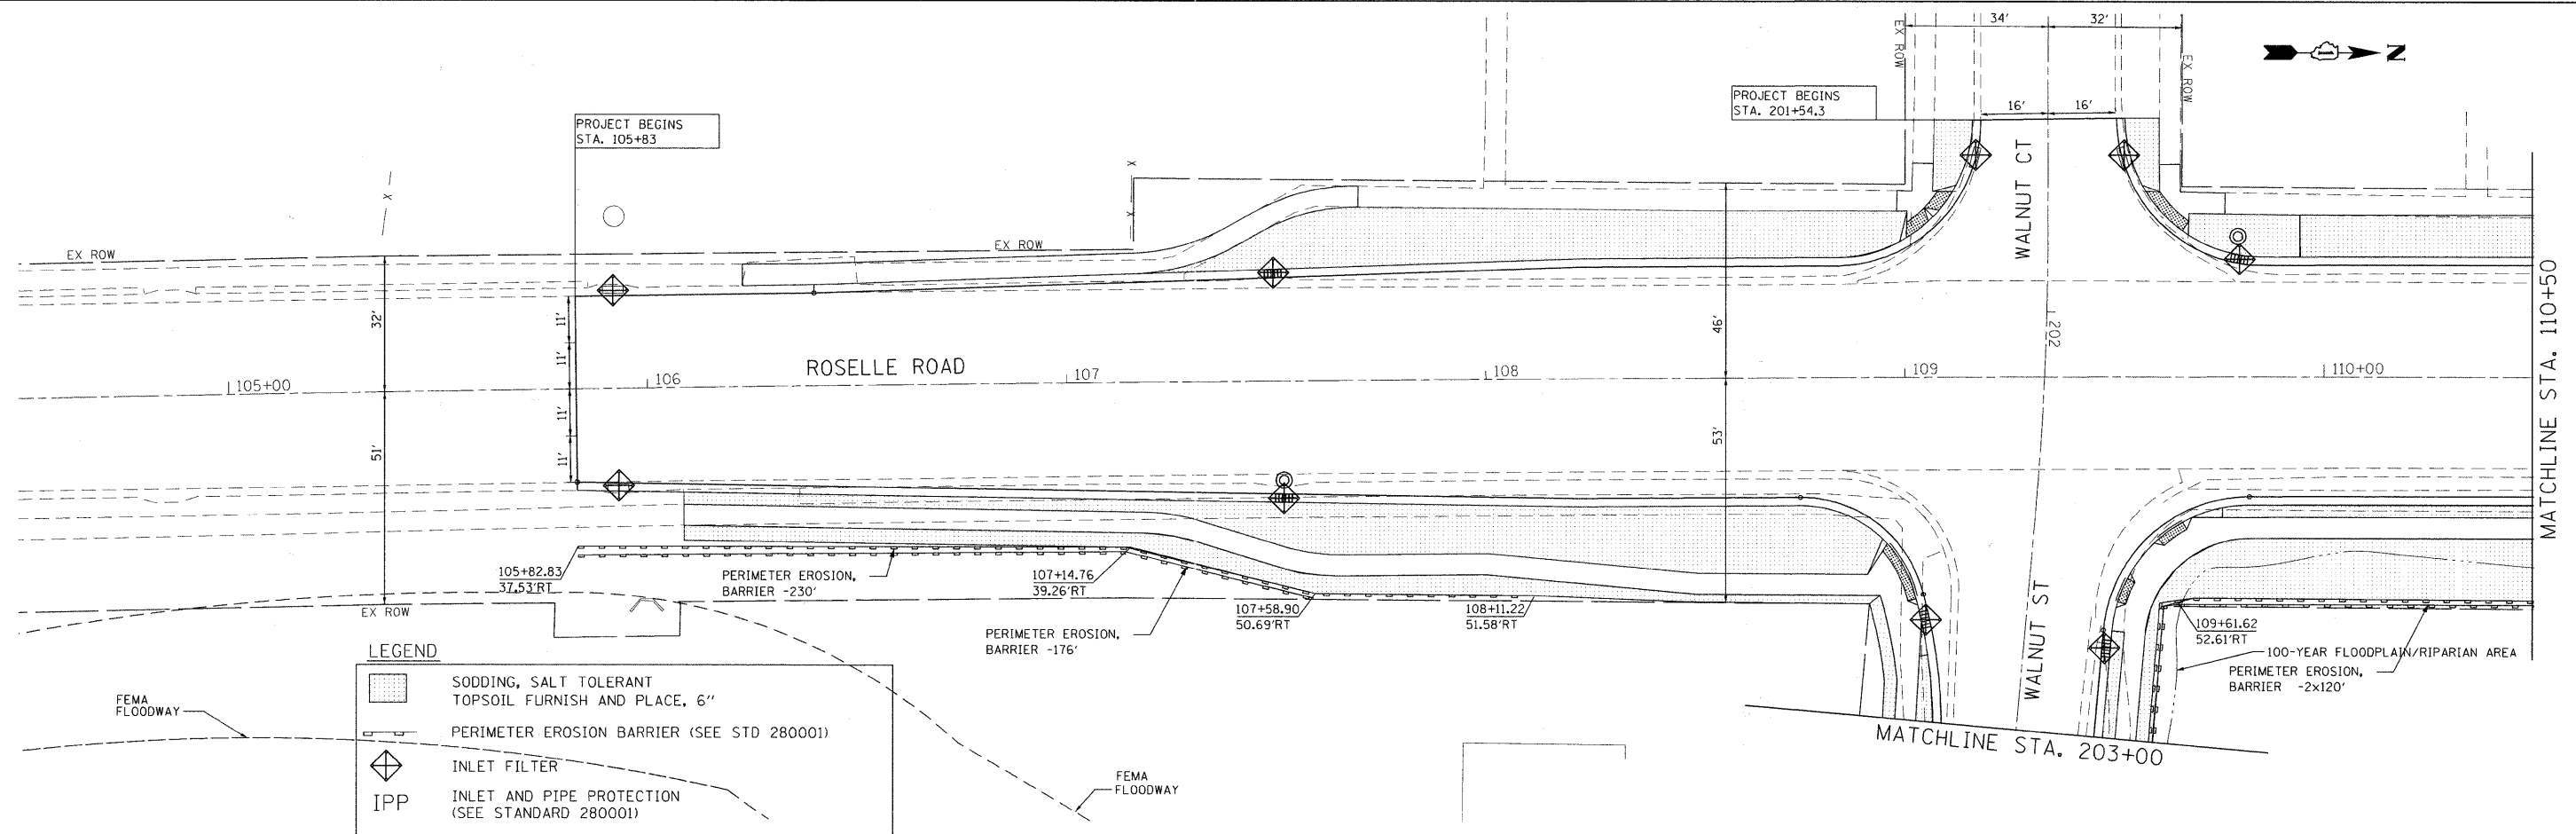 34'
32'
EX ROW
EX ROW
N
PROJECT BEGINS
STA. 201+54.3
16'
16'
PROJECT BEGINS
STA. 105+83
WALNUT CT
X
X
X
EX ROW
EX ROW
32'
11'
11'
11'
11'
51'
46'
53'
202
105+00
106
ROSELLE ROAD
107
108
109
110+00
MATCHLINE STA. 110+50
105+82.83
37.53'RT
PERIMETER EROSION,
BARRIER -230'
107+14.76
39.26'RT
107+58.90
50.69'RT
108+11.22
51.58'RT
EX ROW
PERIMETER EROSION,
BARRIER -176'
WALNUT ST
109+61.62
52.61'RT
100-YEAR FLOODPLAIN/RIPARIAN AREA
PERIMETER EROSION,
BARRIER -2x120'
MATCHLINE STA. 203+00
LEGEND
SODDING, SALT TOLERANT
TOPSOIL FURNISH AND PLACE, 6"
PERIMETER EROSION BARRIER (SEE STD 280001)
INLET FILTER
IPP
INLET AND PIPE PROTECTION
(SEE STANDARD 280001)
FEMA
FLOODWAY
FEMA
FLOODWAY